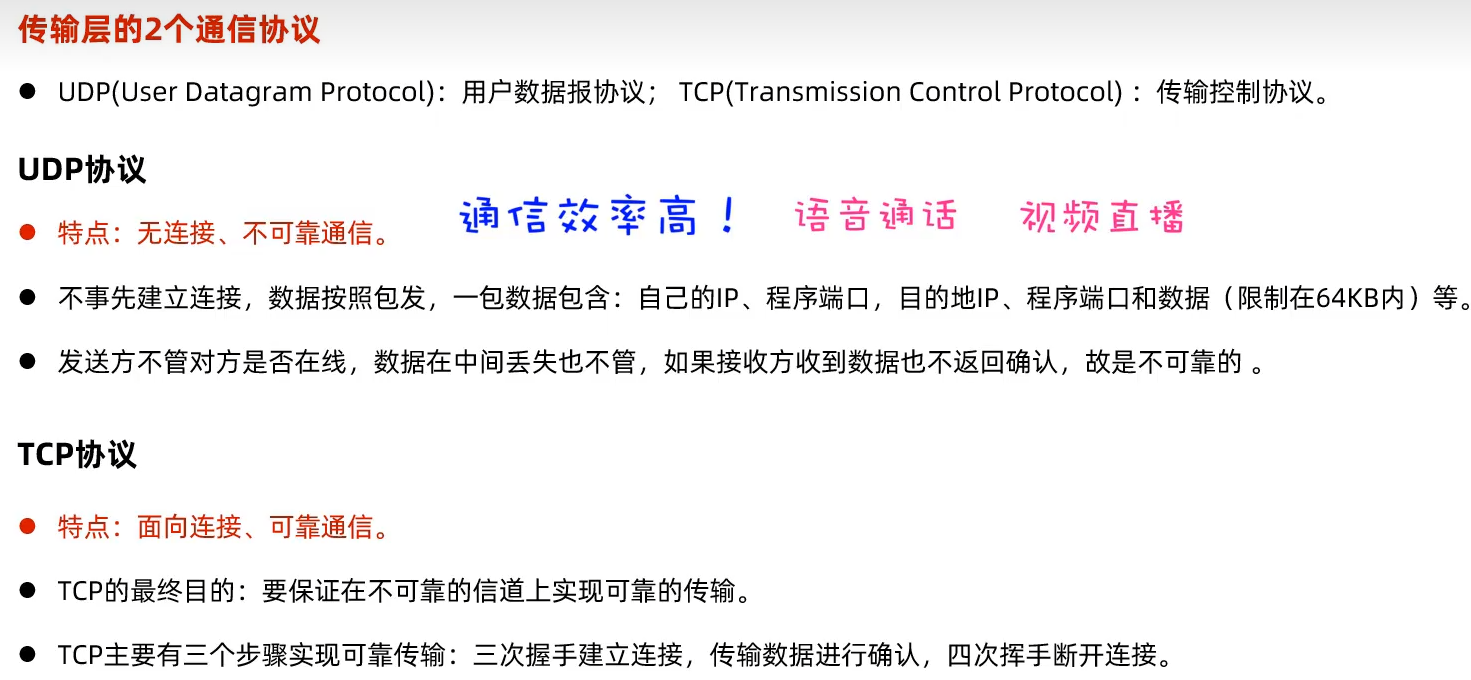 传输层的2个通信协议
● UDP(User Datagram Protocol)：用户数据报协议； TCP(Transmission Control Protocol) ：传输控制协议。
UDP协议
通信效率高！ 语音通话 视频直播
● 特点：无连接、不可靠通信。
● 不事先建立连接，数据按照包发，一包数据包含：自己的IP、程序端口，目的地IP、程序端口和数据（限制在64KB内）等。
● 发送方不管对方是否在线，数据在中间丢失也不管，如果接收方收到数据也不返回确认，故是不可靠的 。
TCP协议
● 特点：面向连接、可靠通信。
● TCP的最终目的：要保证在不可靠的信道上实现可靠的传输。
● TCP主要有三个步骤实现可靠传输：三次握手建立连接，传输数据进行确认，四次挥手断开连接。